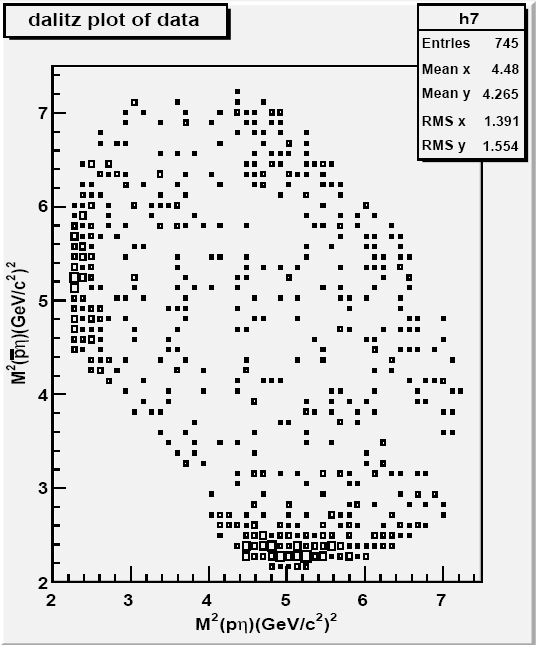 dalitz plot of data
h7
Entries 745
Mean x 4.48
Mean y 4.265
RMS x 1.391
RMS y 1.554
7
6
5
4
3
2
M²(p̅η)(GeV/c²)²
2 3 4 5 6 7
M²(pη)(GeV/c²)²